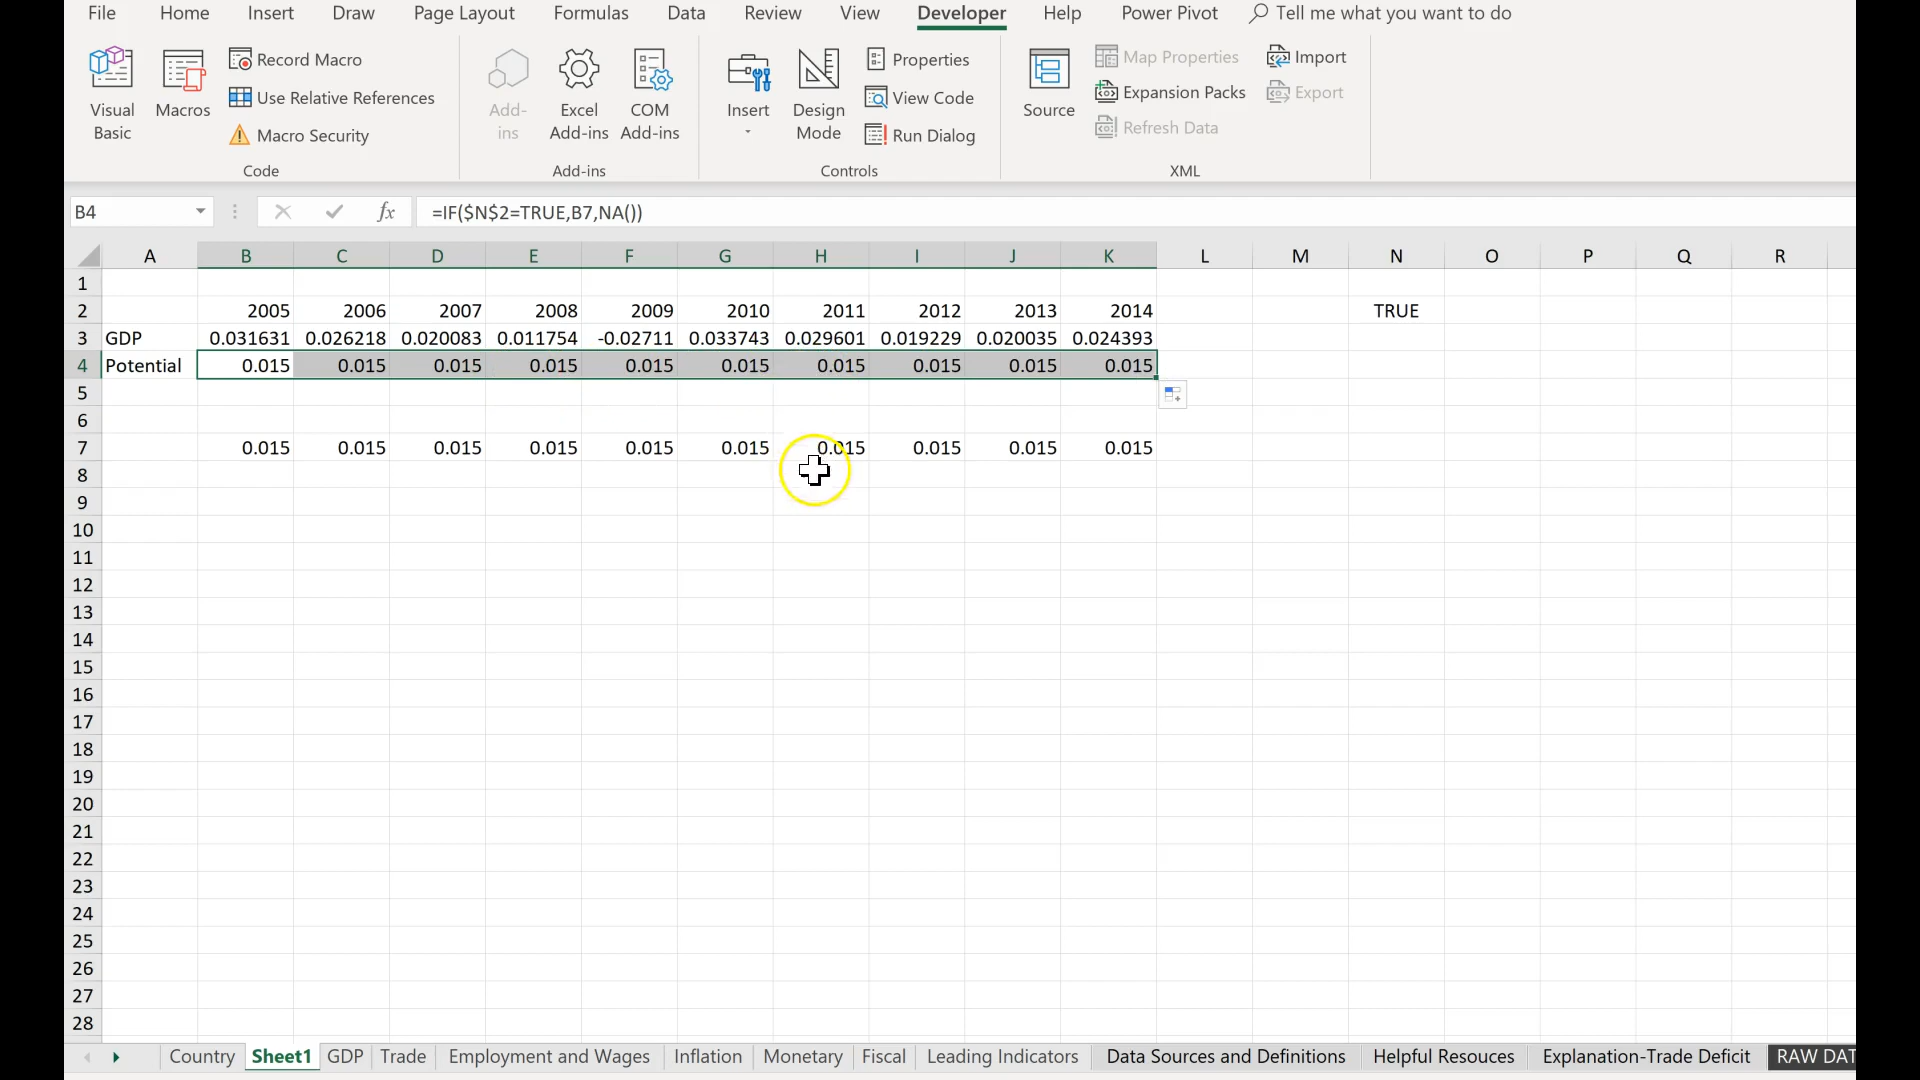 File Home Insert Draw Page Layout Formulas Data Review View Developer Help Power Pivot Tell me what you want to do
Visual Basic
Macros
Record Macro
Use Relative References
Macro Security
Code
Add-ins
Excel Add-ins
COM Add-ins
Add-ins
Insert
Design Mode
Properties
View Code
Run Dialog
Controls
Source
Map Properties
Expansion Packs
Refresh Data
Import
Export
XML
B4 fx =IF($N$2=TRUE,B7,NA())
A B C D E F G H I J K L M N O P Q R
1
2 2005 2006 2007 2008 2009 2010 2011 2012 2013 2014 TRUE
3 GDP 0.031631 0.026218 0.020083 0.011754 -0.02711 0.033743 0.029601 0.019229 0.020035 0.024393
4 Potential 0.015 0.015 0.015 0.015 0.015 0.015 0.015 0.015 0.015 0.015
5
6
7 0.015 0.015 0.015 0.015 0.015 0.015 0.015 0.015 0.015 0.015
8
9
10
11
12
13
14
15
16
17
18
19
20
21
22
23
24
25
26
27
28
Country Sheet1 GDP Trade Employment and Wages Inflation Monetary Fiscal Leading Indicators Data Sources and Definitions Helpful Resouces Explanation-Trade Deficit RAW DAT